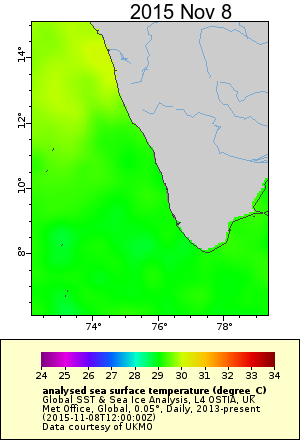 2015 Nov 8
14°
12°
10°
8°
74° 76° 78°
24 25 26 27 28 29 30 31 32 33 34
analysed sea surface temperature (degree_C)
Global SST & Sea Ice Analysis, L4 OSTIA, UK
Met Office, Global, 0.05°, Daily, 2013-present
(2015-11-08T12:00:00Z)
Data courtesy of UKMO